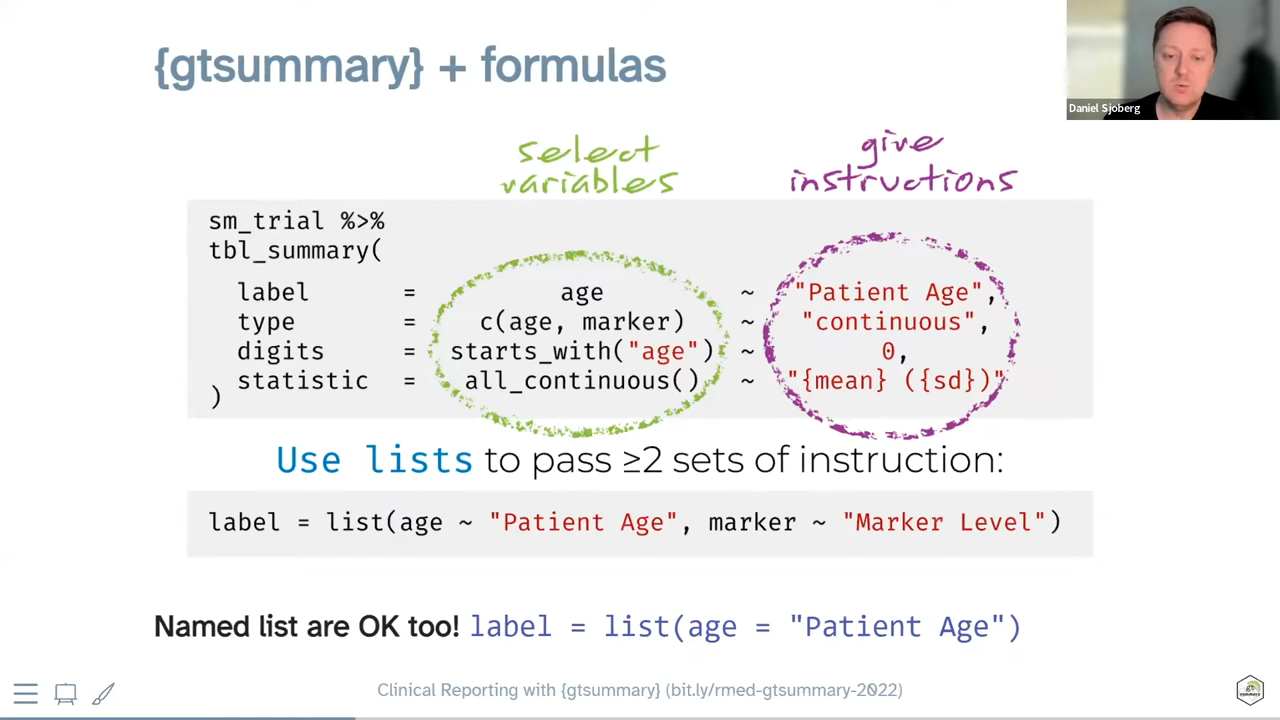 {gtsummary} + formulas
Daniel Sjoberg
select
variables
give
instructions
sm_trial %>%
tbl_summary(
label = age ~ "Patient Age",
type = c(age, marker) ~ "continuous",
digits = starts_with("age") ~ 0,
statistic = all_continuous() ~ "{mean} ({sd})"
)
Use lists to pass ≥2 sets of instruction:
label = list(age ~ "Patient Age", marker ~ "Marker Level")
Named list are OK too! label = list(age = "Patient Age")
Clinical Reporting with {gtsummary} (bit.ly/rmed-gtsummary-2022)